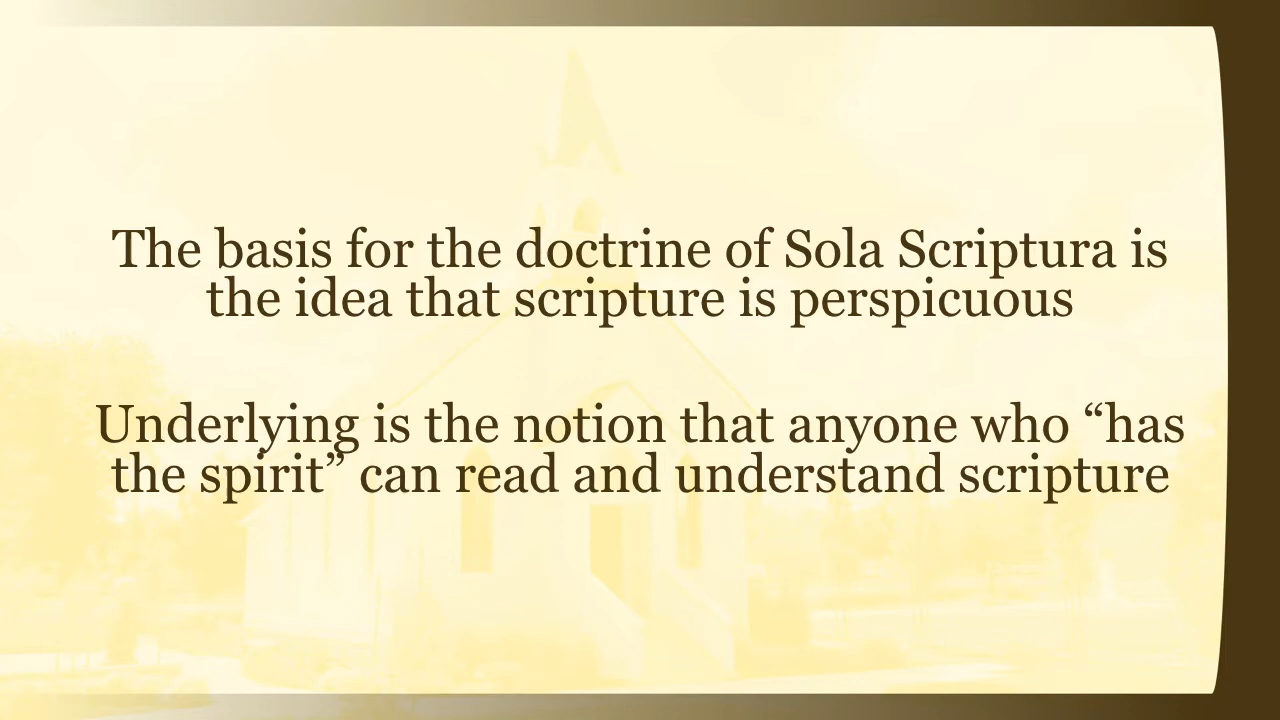 The basis for the doctrine of Sola Scriptura is
the idea that scripture is perspicuous
Underlying is the notion that anyone who “has
the spirit” can read and understand scripture